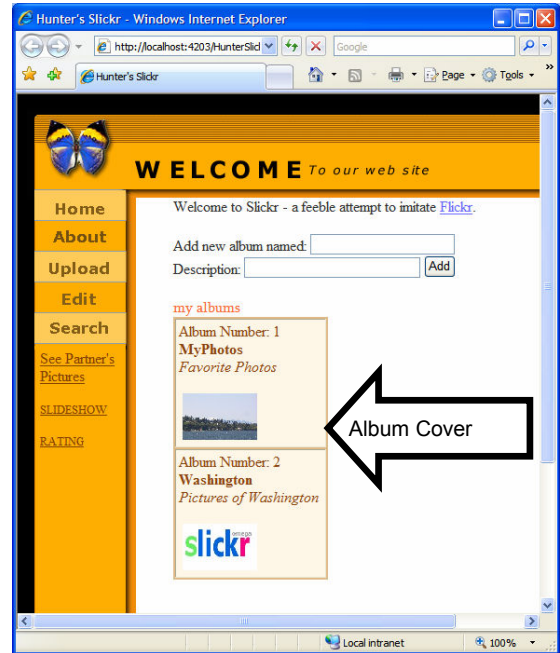 Hunter's Slickr - Windows Internet Explorer
http://localhost:4203/HunterSlid
Google
Hunter's Slickr
Page
Tools
»
WELCOME To our web site
Home
About
Upload
Edit
Search
See Partner's
Pictures
SLIDESHOW
RATING
Welcome to Slickr - a feeble attempt to imitate Flickr.
Add new album named:
Description:
Add
my albums
Album Number: 1
MyPhotos
Favorite Photos
Album Cover
Album Number: 2
Washington
Pictures of Washington
slickr
omega
Local intranet
100%